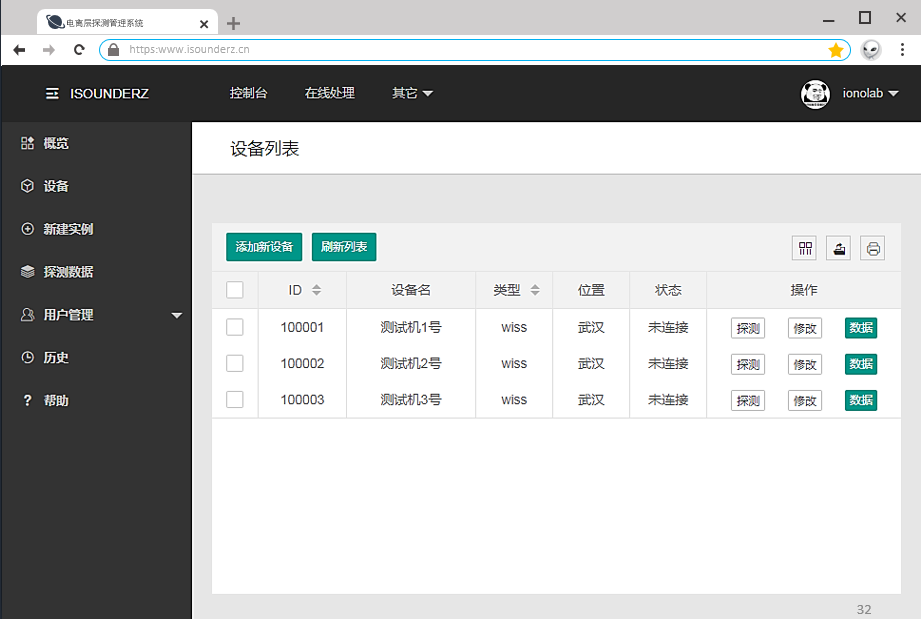 电离层探测管理系统
https:www.isounderz.cn
ISOUNDERZ 控制台 在线处理 其它 ionolab
概览
设备
新建实例
探测数据
用户管理
历史
帮助
设备列表
添加新设备 刷新列表
ID 设备名 类型 位置 状态 操作
100001 测试机1号 wiss 武汉 未连接 探测 修改 数据
100002 测试机2号 wiss 武汉 未连接 探测 修改 数据
100003 测试机3号 wiss 武汉 未连接 探测 修改 数据
32